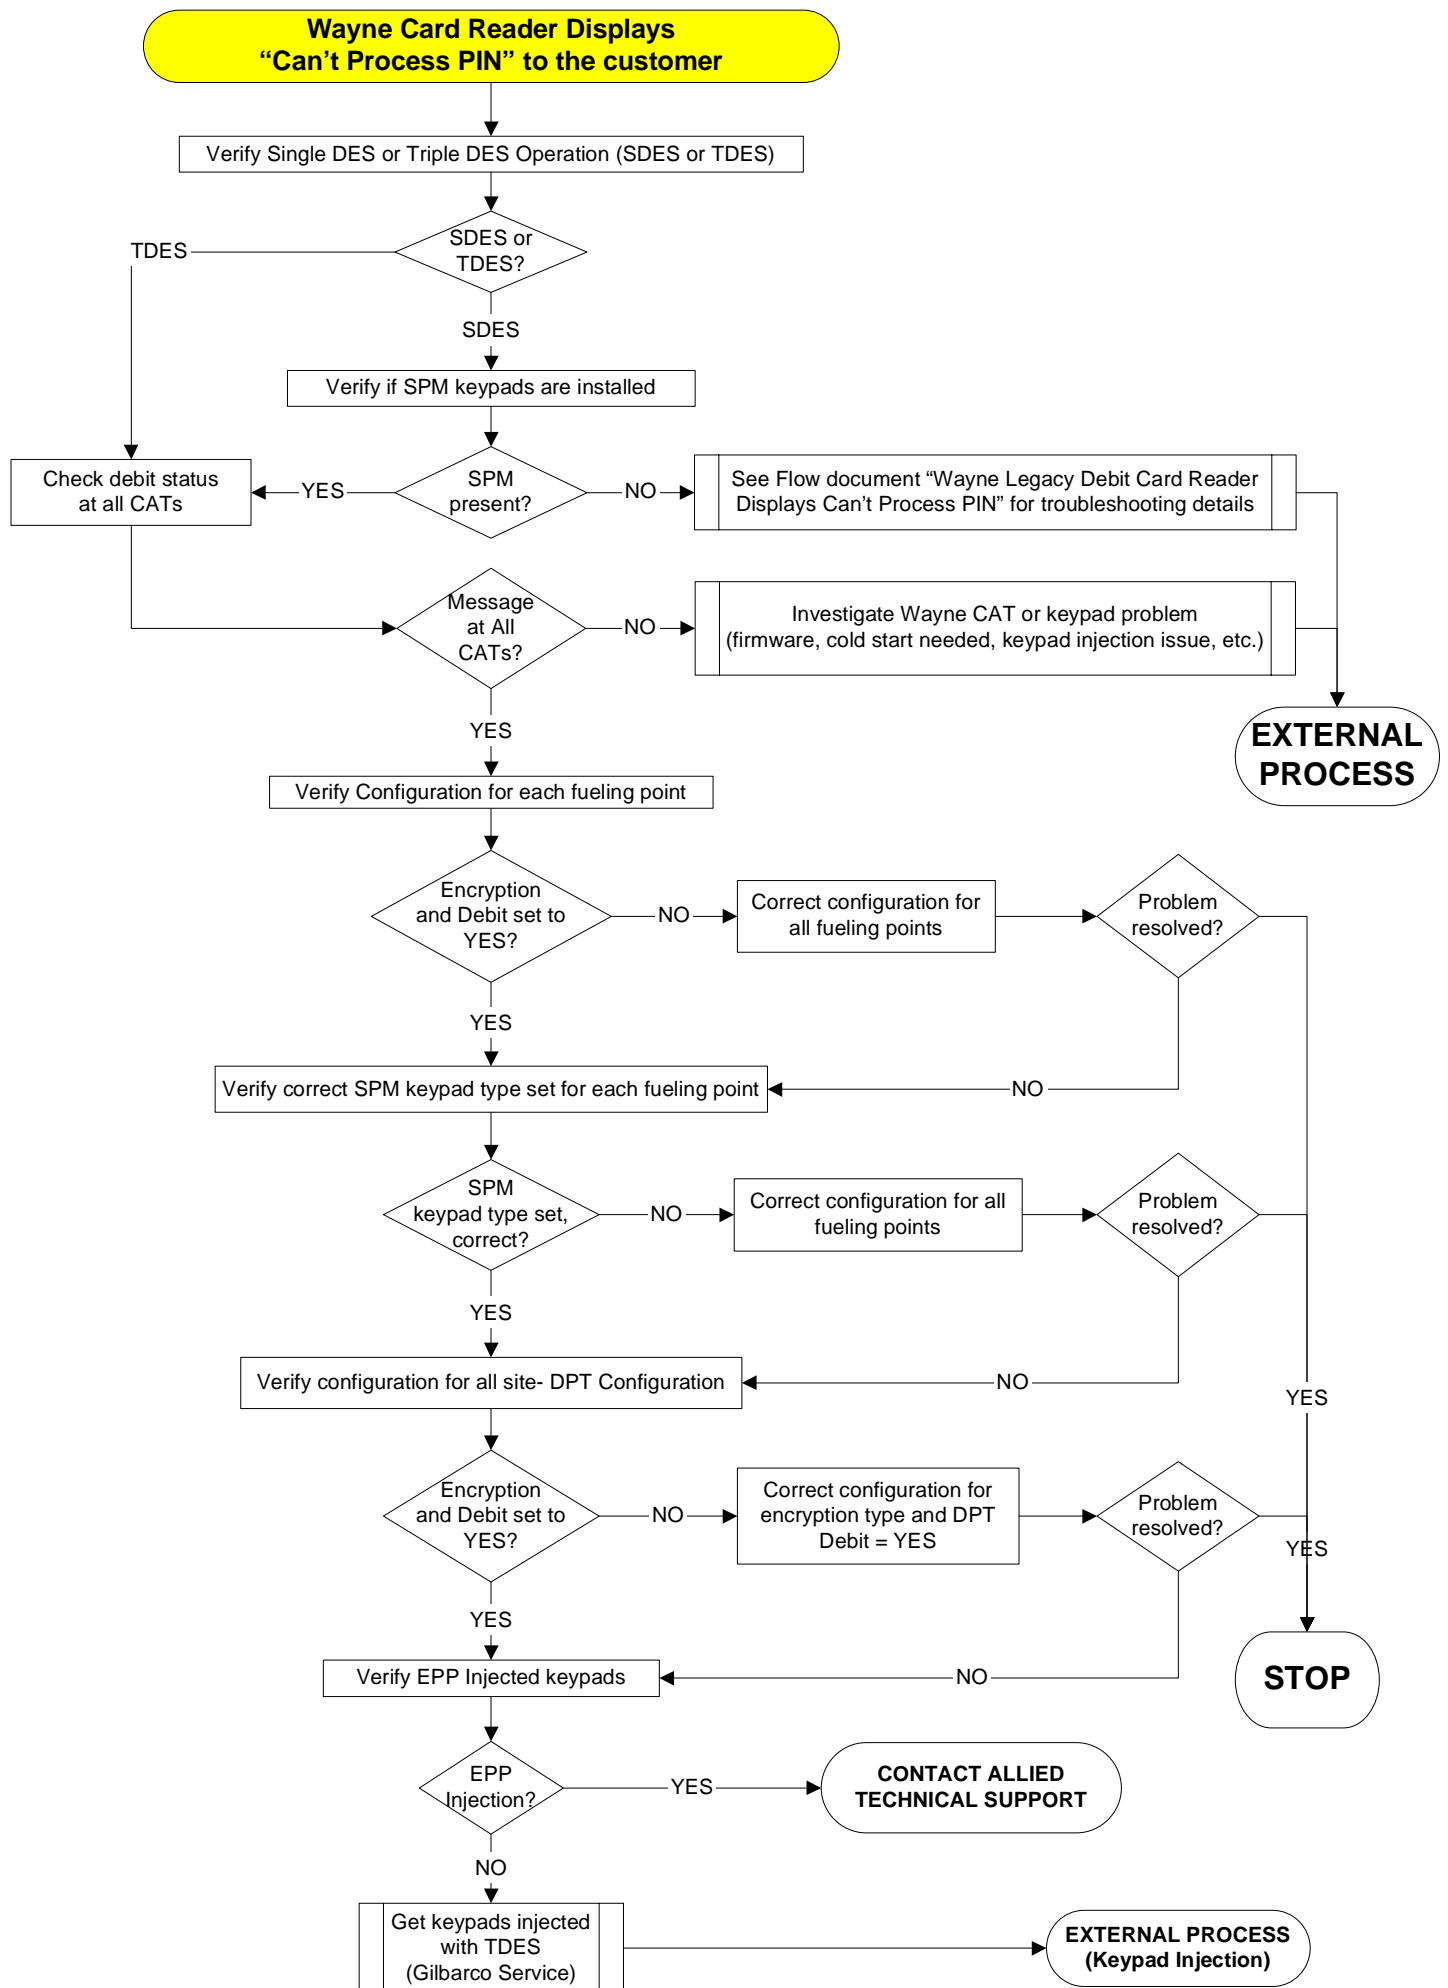 Wayne Card Reader Displays
“Can’t Process PIN” to the customer
Verify Single DES or Triple DES Operation (SDES or TDES)
SDES or
TDES?
TDES
SDES
Verify if SPM keypads are installed
Check debit status
at all CATs
YES
SPM
present?
NO
See Flow document “Wayne Legacy Debit Card Reader
Displays Can’t Process PIN” for troubleshooting details
Message
at All
CATs?
NO
Investigate Wayne CAT or keypad problem
(firmware, cold start needed, keypad injection issue, etc.)
YES
EXTERNAL
PROCESS
Verify Configuration for each fueling point
Encryption
and Debit set to
YES?
NO
Correct configuration for
all fueling points
Problem
resolved?
YES
Verify correct SPM keypad type set for each fueling point
NO
SPM
keypad type set,
correct?
NO
Correct configuration for all
fueling points
Problem
resolved?
YES
Verify configuration for all site- DPT Configuration
NO
YES
Encryption
and Debit set to
YES?
NO
Correct configuration for
encryption type and DPT
Debit = YES
Problem
resolved?
YES
YES
Verify EPP Injected keypads
NO
STOP
EPP
Injection?
YES
CONTACT ALLIED
TECHNICAL SUPPORT
NO
Get keypads injected
with TDES
(Gilbarco Service)
EXTERNAL PROCESS
(Keypad Injection)